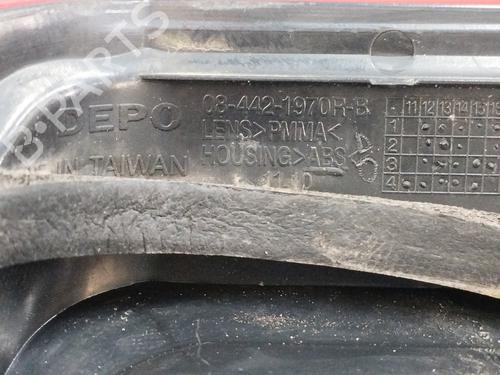 B-PARTS
DEPO
IN TAIWAN
08-442-1970R-B
LENS>PMMA<
HOUSING>ABS
11 12 13 14 15
1
2
3
4